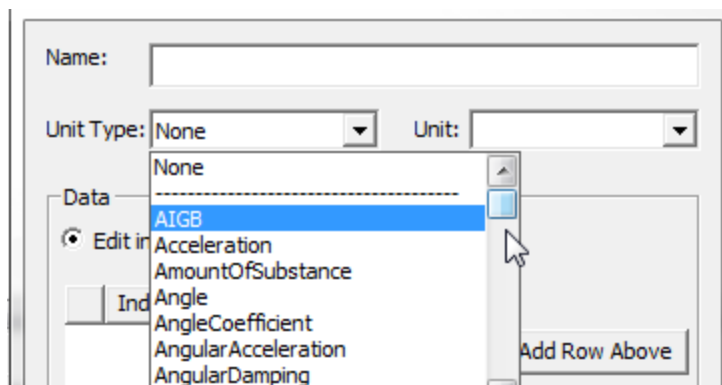 Name:
Unit Type: None Unit:
None
---------------------------------------
Data
AIGB
Edit in Acceleration
AmountOfSubstance
Ind Angle
AngleCoefficient
AngularAcceleration Add Row Above
AngularDamping